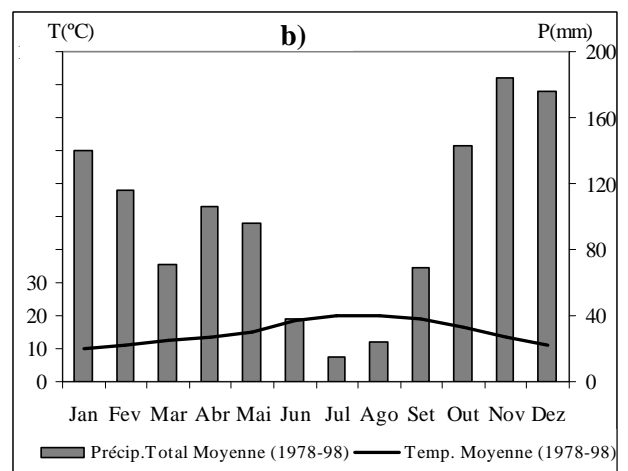 T(ºC) b) P(mm)
200
160
120
80
30
20 40
10
0 0
Jan Fev Mar Abr Mai Jun Jul Ago Set Out Nov Dez
Précip.Total Moyenne (1978-98) Temp. Moyenne (1978-98)